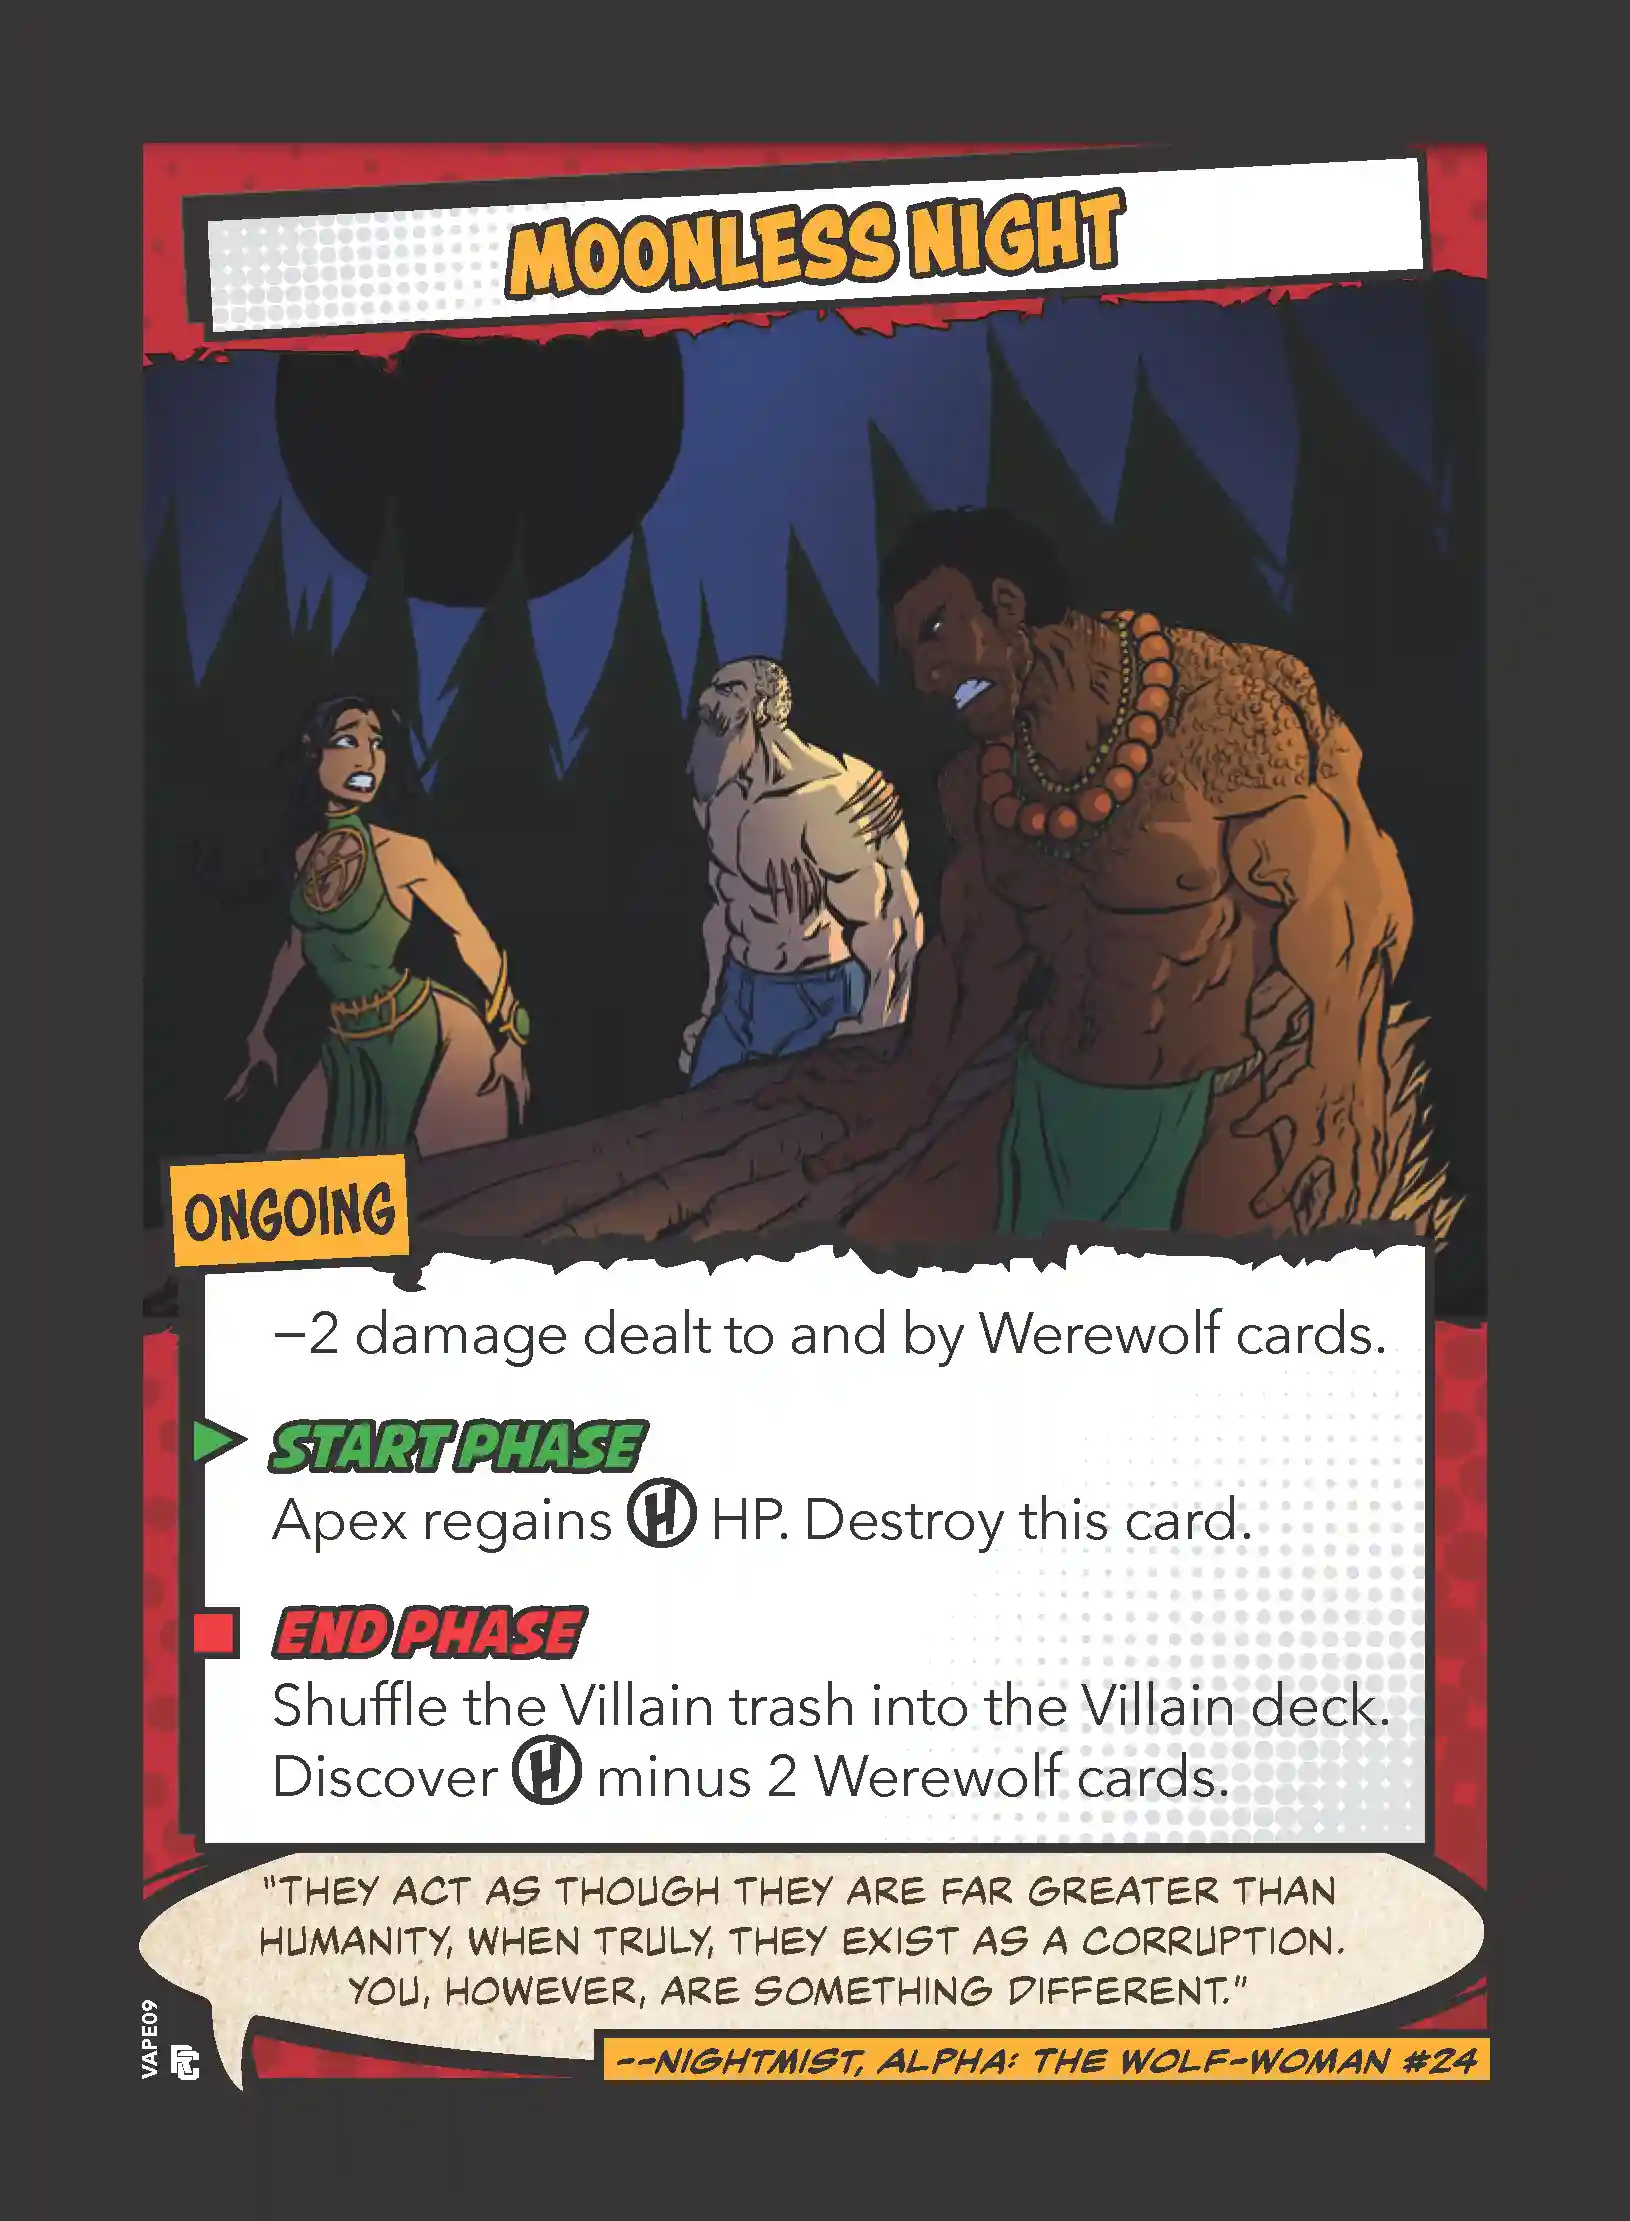 MOONLESS NIGHT
ONGOING
–2 damage dealt to and by Werewolf cards.
START PHASE
Apex regains H HP. Destroy this card.
END PHASE
Shuffle the Villain trash into the Villain deck.
Discover H minus 2 Werewolf cards.
"THEY ACT AS THOUGH THEY ARE FAR GREATER THAN
HUMANITY, WHEN TRULY, THEY EXIST AS A CORRUPTION.
YOU, HOWEVER, ARE SOMETHING DIFFERENT."
--NIGHTMIST, ALPHA: THE WOLF-WOMAN #24
VAPE09